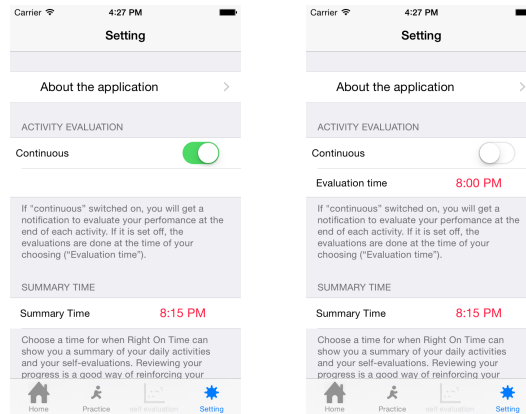 Carrier 4:27 PM
Setting
About the application
ACTIVITY EVALUATION
Continuous
If "continuous" switched on, you will get a
notification to evaluate your perfomance at the
end of each activity. If it is set off, the
evaluations are done at the time of your
choosing ("Evaluation time").
SUMMARY TIME
Summary Time 8:15 PM
Choose a time for when Right On Time can
show you a summary of your daily activities
and your self-evaluations. Reviewing your
progress is a good way of reinforcing your
Home Practice self evaluation Setting
Carrier 4:27 PM
Setting
About the application
ACTIVITY EVALUATION
Continuous
Evaluation time 8:00 PM
If "continuous" switched on, you will get a
notification to evaluate your perfomance at the
end of each activity. If it is set off, the
evaluations are done at the time of your
choosing ("Evaluation time").
SUMMARY TIME
Summary Time 8:15 PM
Choose a time for when Right On Time can
show you a summary of your daily activities
and your self-evaluations. Reviewing your
progress is a good way of reinforcing your
Home Practice self evaluation Setting